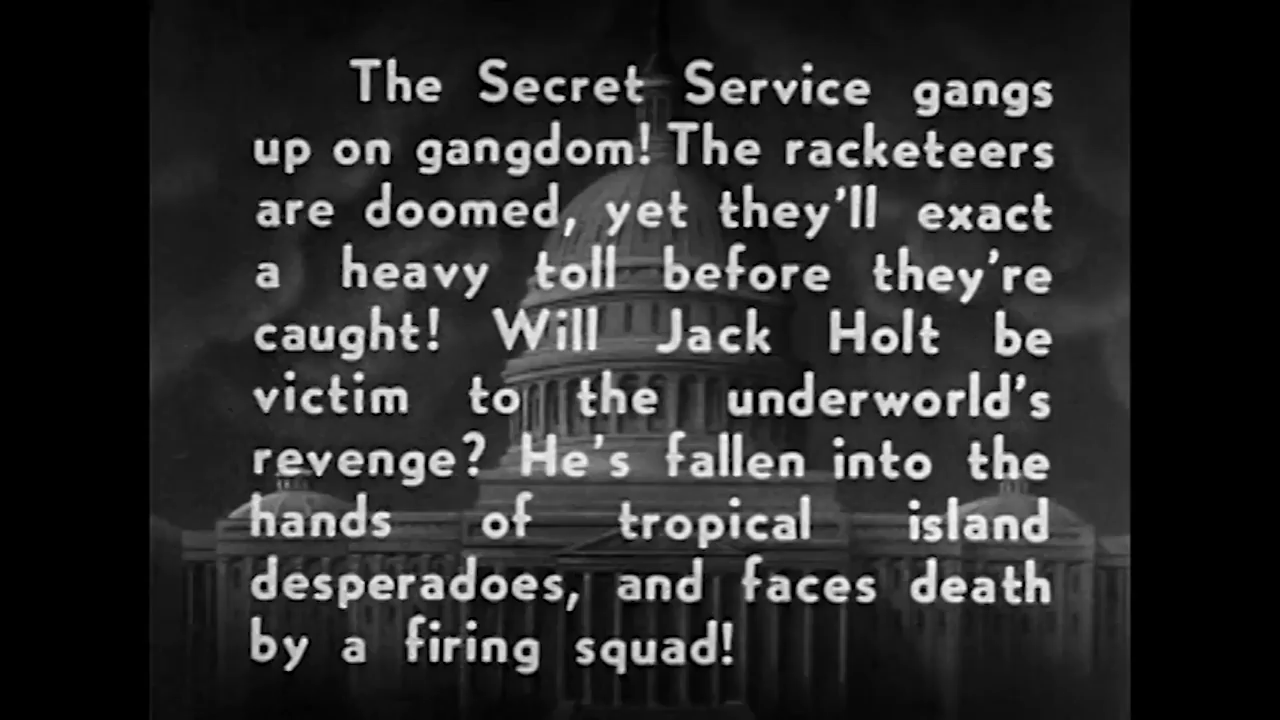 The Secret Service gangs
up on gangdom! The racketeers
are doomed, yet they'll exact
a heavy toll before they're
caught! Will Jack Holt be
victim to the underworld's
revenge? He's fallen into the
hands of tropical island
desperadoes, and faces death
by a firing squad!